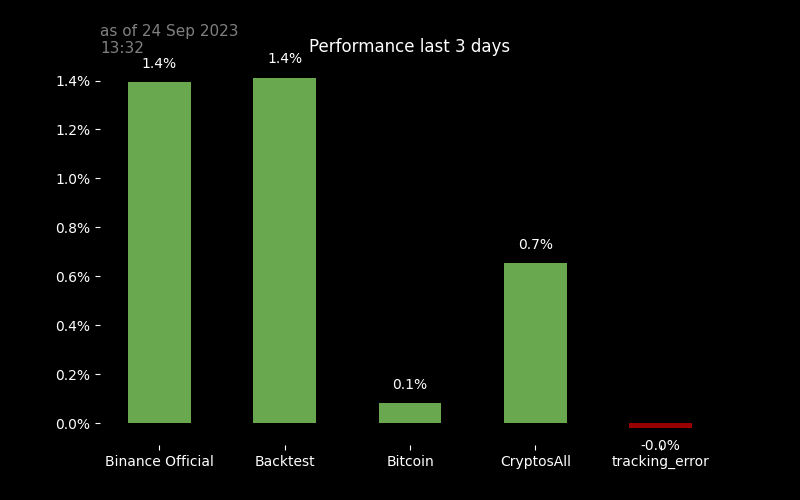 as of 24 Sep 2023
13:32
Performance last 3 days
1.4%
1.4%
0.1%
0.7%
-0.0%
1.4%
1.2%
1.0%
0.8%
0.6%
0.4%
0.2%
0.0%
Binance Official
Backtest
Bitcoin
CryptosAll
tracking_error